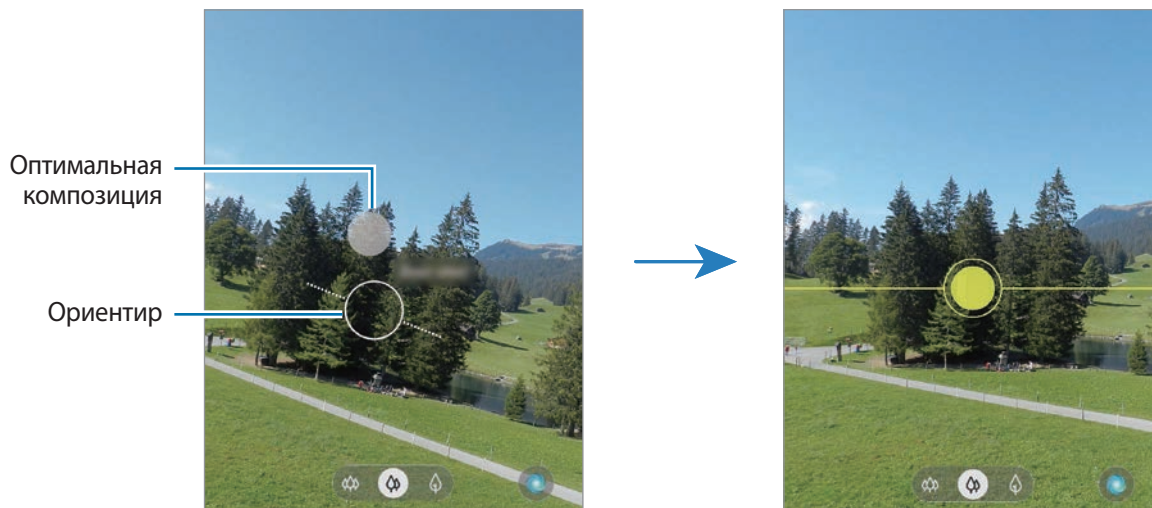 Оптимальная
композиция
Ориентир